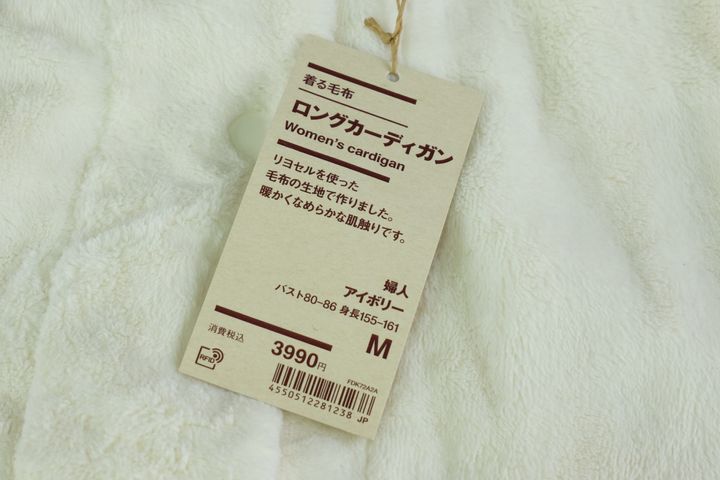 着る毛布
ロングカーディガン
Women's cardigan
リヨセルを使った
毛布の生地で作りました。
暖かくなめらかな肌触りです。
婦人
アイボリー
バスト80–86 身長155–161
M
消費税込
3990円
RFID
FDK72A2A
4550512281238 JP